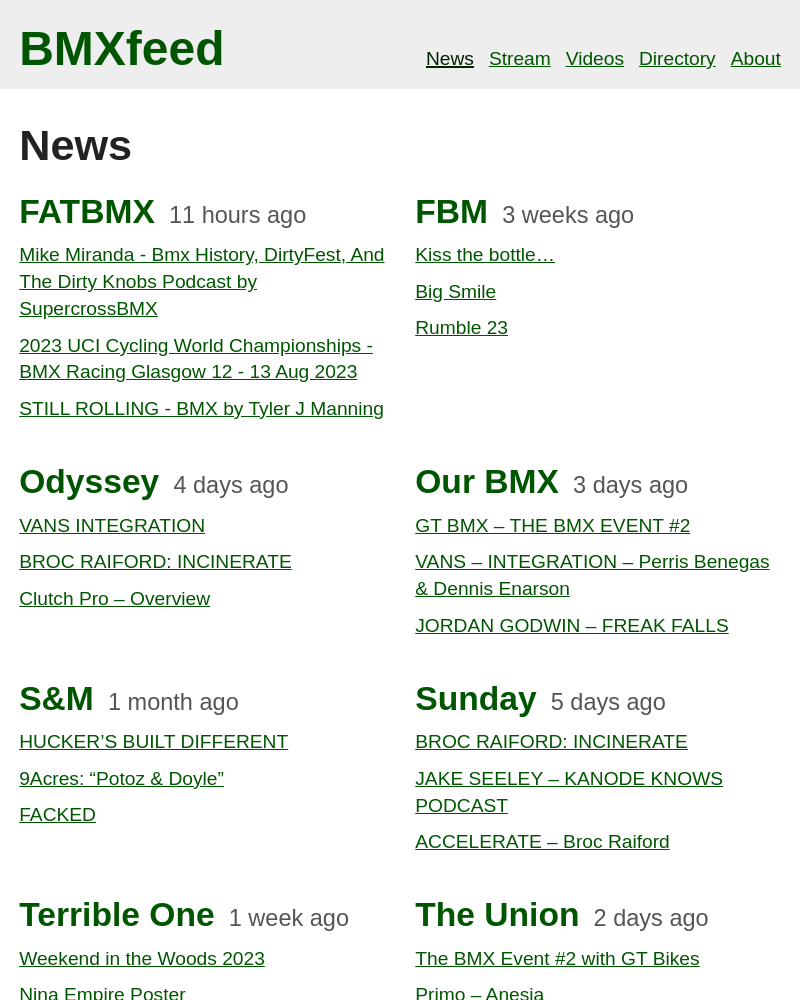 BMXfeed
News Stream Videos Directory About
News
FATBMX 11 hours ago
Mike Miranda - Bmx History, DirtyFest, And
The Dirty Knobs Podcast by
SupercrossBMX
2023 UCI Cycling World Championships -
BMX Racing Glasgow 12 - 13 Aug 2023
STILL ROLLING - BMX by Tyler J Manning
FBM 3 weeks ago
Kiss the bottle…
Big Smile
Rumble 23
Odyssey 4 days ago
VANS INTEGRATION
BROC RAIFORD: INCINERATE
Clutch Pro – Overview
Our BMX 3 days ago
GT BMX – THE BMX EVENT #2
VANS – INTEGRATION – Perris Benegas
& Dennis Enarson
JORDAN GODWIN – FREAK FALLS
S&M 1 month ago
HUCKER’S BUILT DIFFERENT
9Acres: “Potoz & Doyle”
FACKED
Sunday 5 days ago
BROC RAIFORD: INCINERATE
JAKE SEELEY – KANODE KNOWS
PODCAST
ACCELERATE – Broc Raiford
Terrible One 1 week ago
Weekend in the Woods 2023
Nina Empire Poster
The Union 2 days ago
The BMX Event #2 with GT Bikes
Primo – Anesia